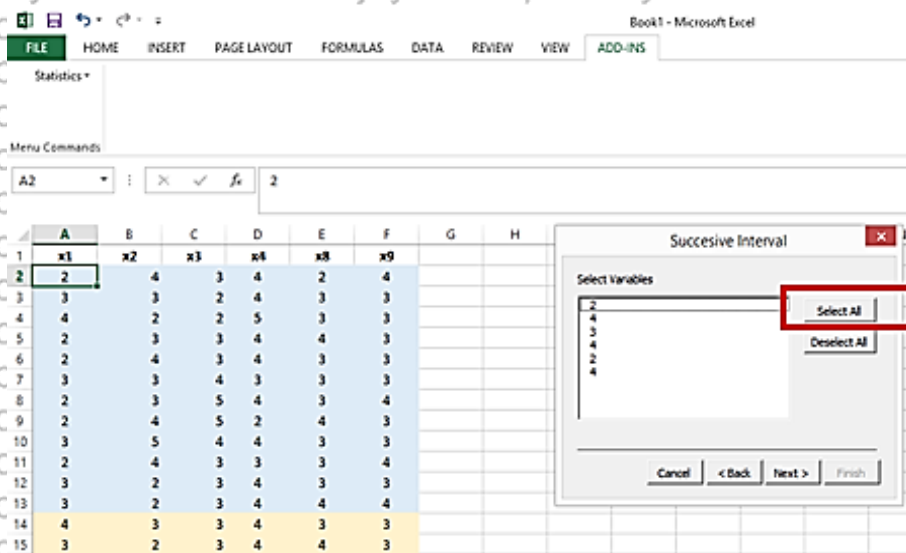 Book1 - Microsoft Excel
FILE HOME INSERT PAGE LAYOUT FORMULAS DATA REVIEW VIEW ADD-INS
Statistics
Menu Commands
A2 fx 2
A B C D E F G H
1 x1 x2 x3 x4 x8 x9
2 2 4 3 4 2 4
3 3 3 2 4 3 3
4 4 2 2 5 3 3
5 2 3 3 4 4 3
6 2 4 3 4 3 3
7 3 3 4 3 3 3
8 2 3 5 4 3 4
9 2 4 5 2 4 3
10 3 5 4 4 3 3
11 2 4 3 3 3 4
12 3 2 3 4 3 3
13 3 2 3 4 4 4
14 4 3 3 4 3 3
15 3 2 3 4 4 3
Succesive Interval
Select Variables
2
4
3
4
2
4
Select All
Deselect All
Cancel < Back Next > Finish